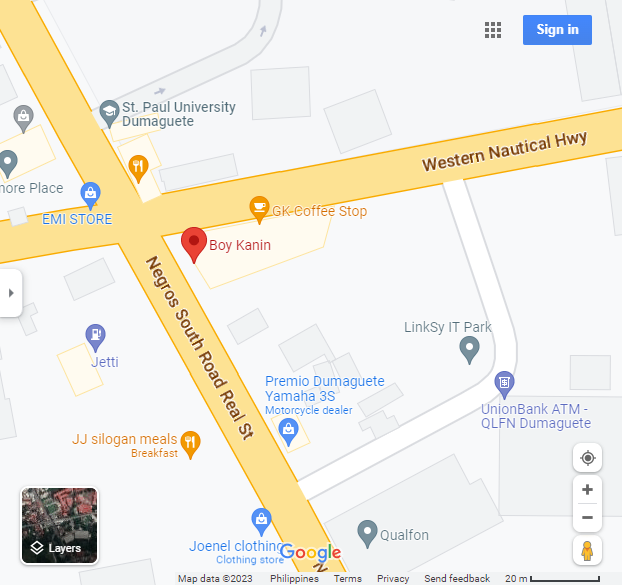 Sign in
St. Paul University
Dumaguete
Western Nautical Hwy
more Place
EMI STORE
GK Coffee Stop
Boy Kanin
Negros South Road Real St
LinkSy IT Park
Jetti
Premio Dumaguete
Yamaha 3S
Motorcycle dealer
UnionBank ATM -
QLFN Dumaguete
JJ silogan meals
Breakfast
Layers
Joenel clothing
Clothing store
Google
Qualfon
N
Map data ©2023 Philippines Terms Privacy Send feedback 20 m